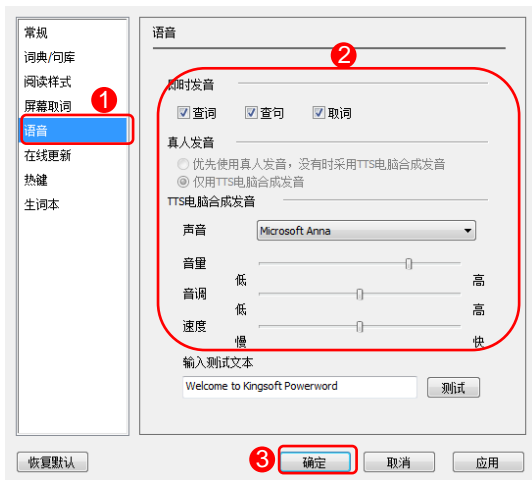 常规
词典/句库
阅读样式
屏幕取词
语音
在线更新
热键
生词本
1
语音
2
即时发音
查词 查句 取词
真人发音
优先使用真人发音，没有时采用TTS电脑合成发音
仅用TTS电脑合成发音
TTS电脑合成发音
声音 Microsoft Anna
音量
低 高
音调
低 高
速度
慢 快
输入测试文本
Welcome to Kingsoft Powerword 测试
恢复默认 3 确定 取消 应用